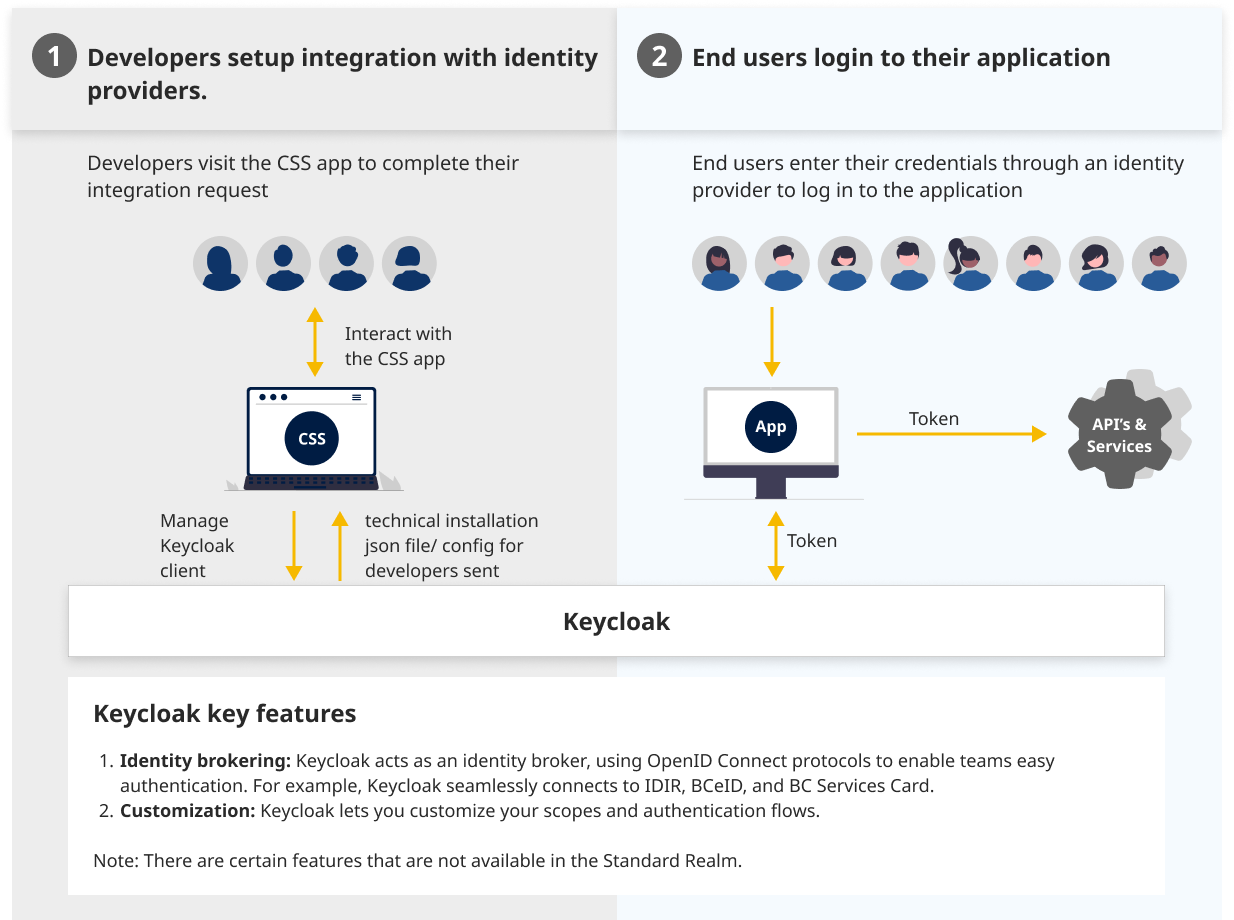 1 Developers setup integration with identity
providers.
Developers visit the CSS app to complete their
integration request
Interact with
the CSS app
CSS
Manage
Keycloak
client
technical installation
json file/ config for
developers sent
2 End users login to their application
End users enter their credentials through an identity
provider to log in to the application
App
Token
API’s &
Services
Token
Keycloak
Keycloak key features
1. Identity brokering: Keycloak acts as an identity broker, using OpenID Connect protocols to enable teams easy
authentication. For example, Keycloak seamlessly connects to IDIR, BCeID, and BC Services Card.
2. Customization: Keycloak lets you customize your scopes and authentication flows.
Note: There are certain features that are not available in the Standard Realm.